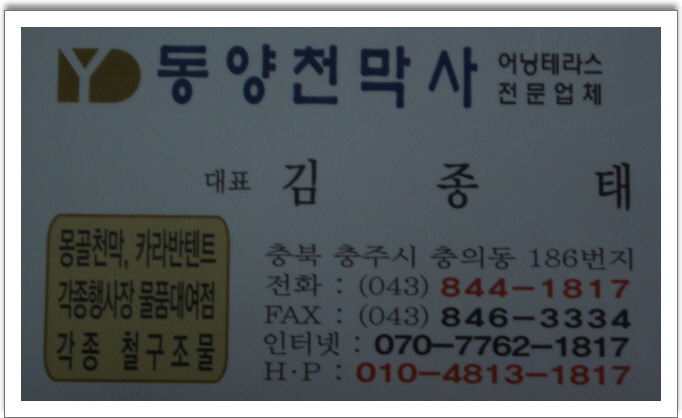 YD 동양천막사 어닝테라스
전문업체
대표 김 종 태
몽골천막, 카라반텐트
각종행사장 물품대여점
각종 철구조물
충북 충주시 충의동 186번지
전화 : (043) 844-1817
FAX : (043) 846-3334
인터넷 : 070-7762-1817
H·P : 010-4813-1817